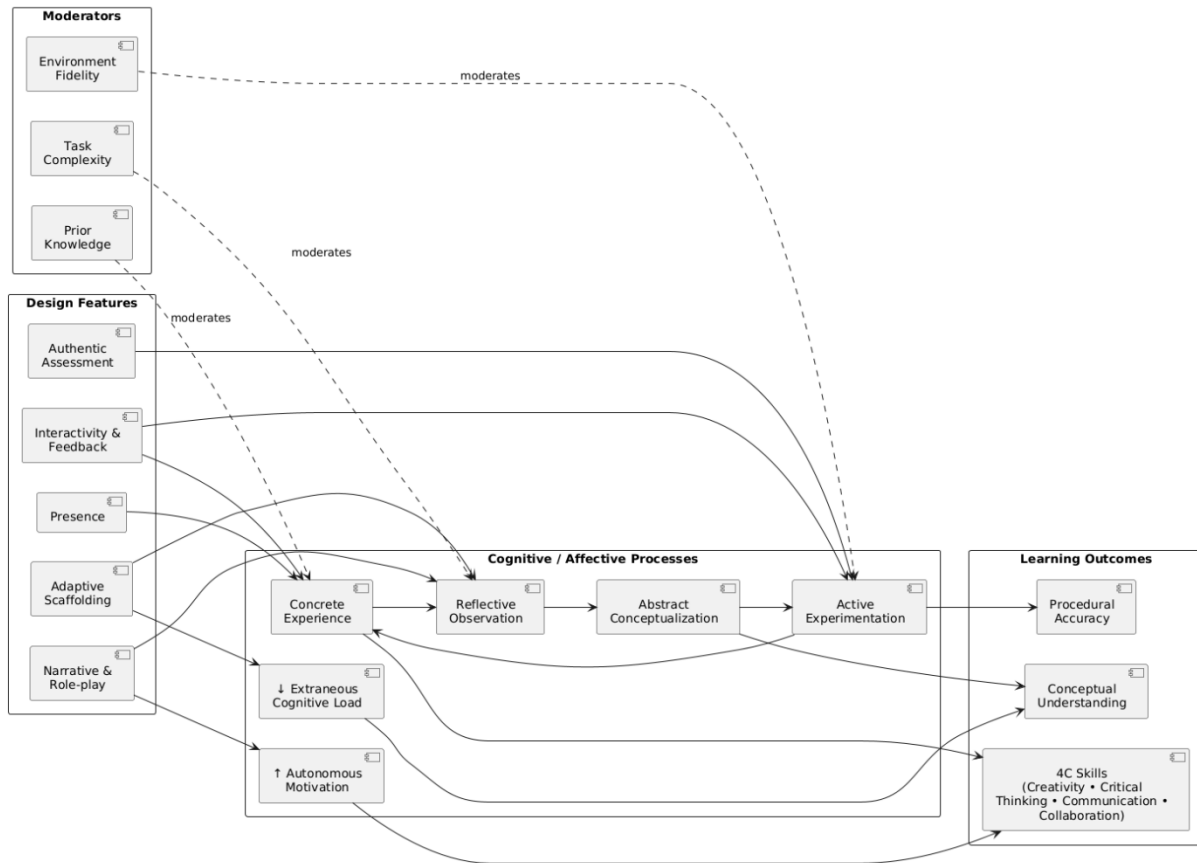 Moderators
Environment
Fidelity
moderates
Task
Complexity
Prior
Knowledge
moderates
moderates
Design Features
Authentic
Assessment
Interactivity &
Feedback
Presence
Adaptive
Scaffolding
Narrative &
Role-play
Cognitive / Affective Processes
Concrete
Experience
Reflective
Observation
Abstract
Conceptualization
Active
Experimentation
↓ Extraneous
Cognitive Load
↑ Autonomous
Motivation
Learning Outcomes
Procedural
Accuracy
Conceptual
Understanding
4C Skills
(Creativity • Critical
Thinking • Communication •
Collaboration)